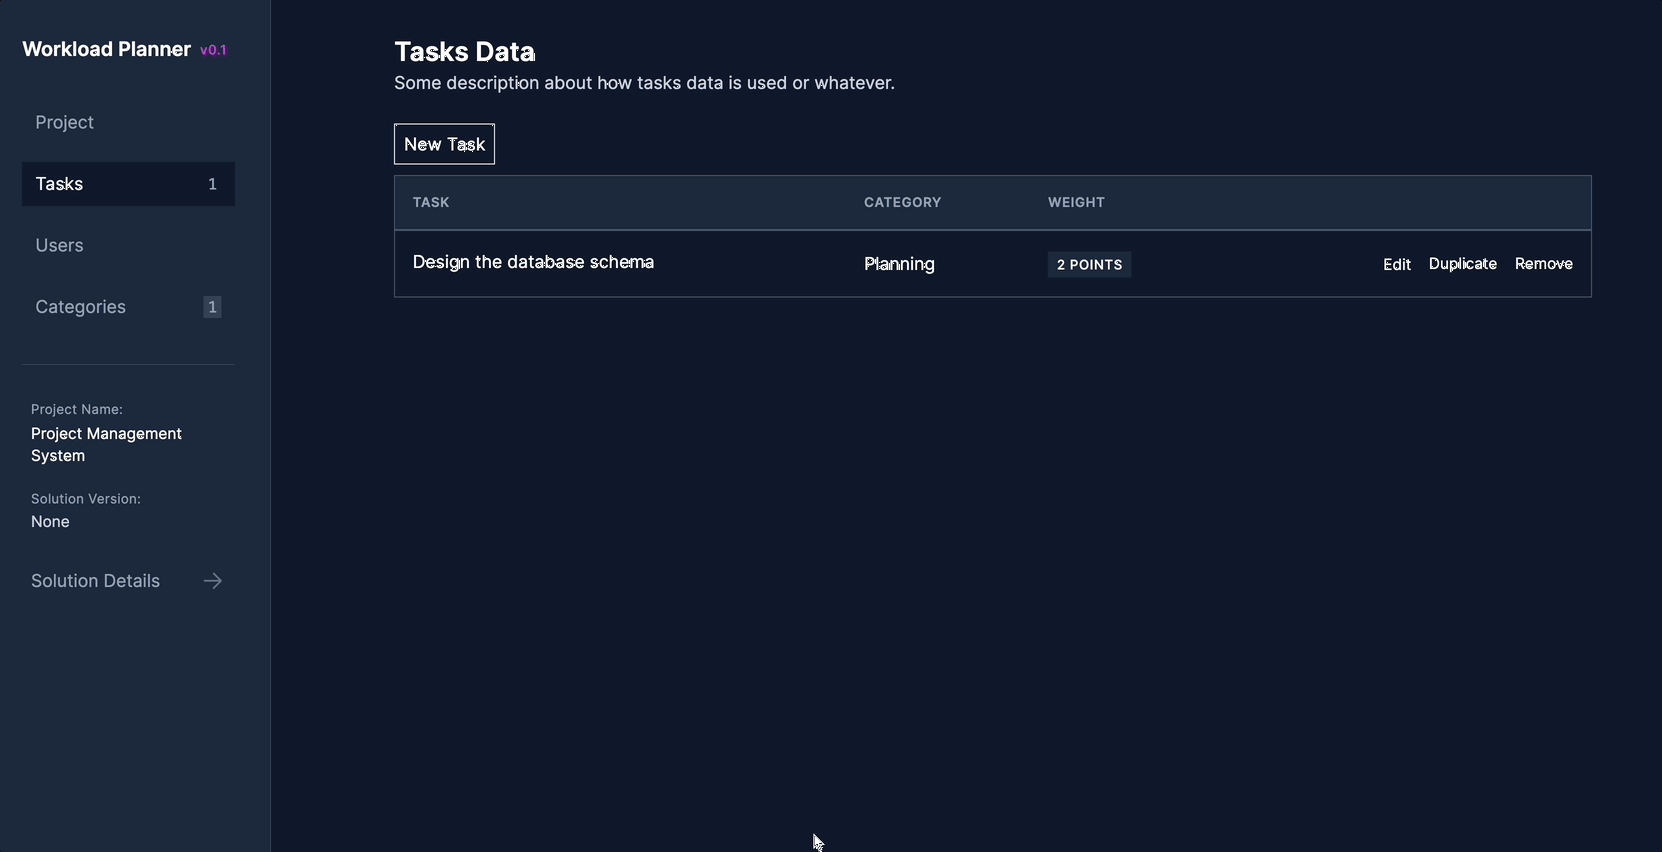 Workload Planner v0.1
Project
Tasks 1
Users
Categories 1
Project Name:
Project Management
System
Solution Version:
None
Solution Details
Tasks Data
Some description about how tasks data is used or whatever.
New Task
TASK CATEGORY WEIGHT
Design the database schema Planning 2 POINTS Edit Duplicate Remove